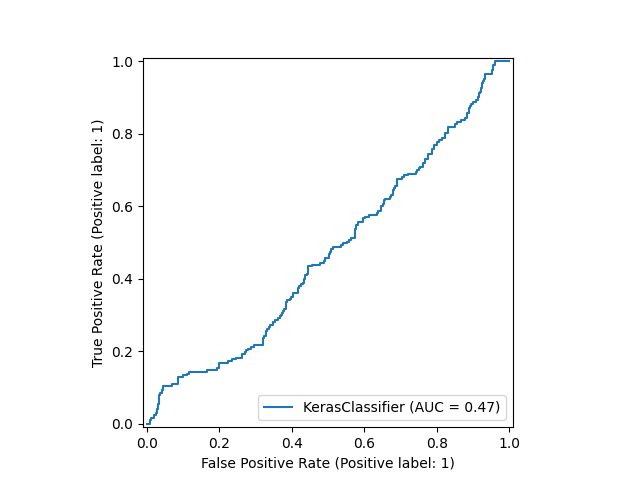 1.0
0.8
0.6
0.4
0.2
0.0
True Positive Rate (Positive label: 1)
KerasClassifier (AUC = 0.47)
0.0 0.2 0.4 0.6 0.8 1.0
False Positive Rate (Positive label: 1)